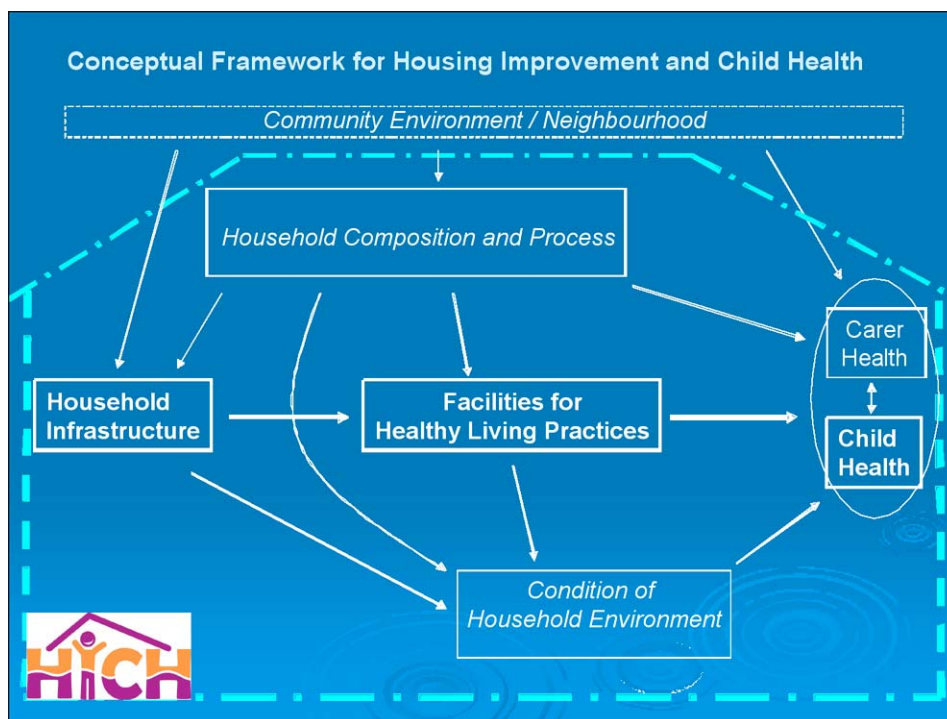 Conceptual Framework for Housing Improvement and Child Health
Community Environment / Neighbourhood
Household Composition and Process
Carer
Health
Household
Infrastructure
Facilities for
Healthy Living Practices
Child
Health
Condition of
Household Environment
HICH